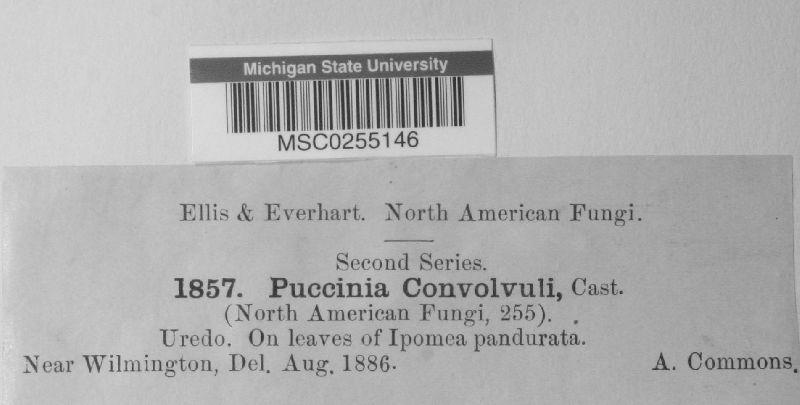 Michigan State University
MSC0255146
Ellis & Everhart. North American Fungi.
Second Series.
1857. Puccinia Convolvuli, Cast.
(North American Fungi, 255).
Uredo. On leaves of Ipomea pandurata.
Near Wilmington, Del. Aug. 1886. A. Commons.